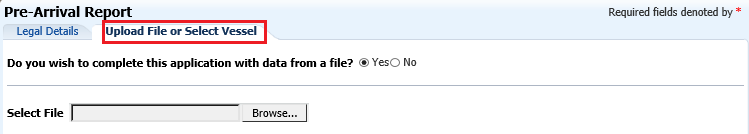 Pre-Arrival Report
Required fields denoted by *
Legal Details Upload File or Select Vessel
Do you wish to complete this application with data from a file? Yes No
Select File Browse...